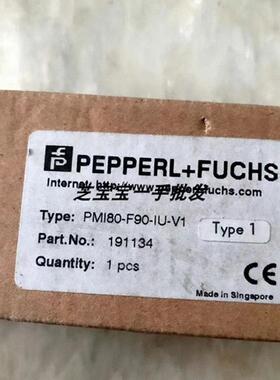 PEPPERL+FUCHS
Internet http://www.pepperl-fuchs.com
芝宝宝一手批发
Type: PMI80-F90-IU-V1
Type 1
Part.No.: 191134
Quantity: 1 pcs
CE
Made in Singapore